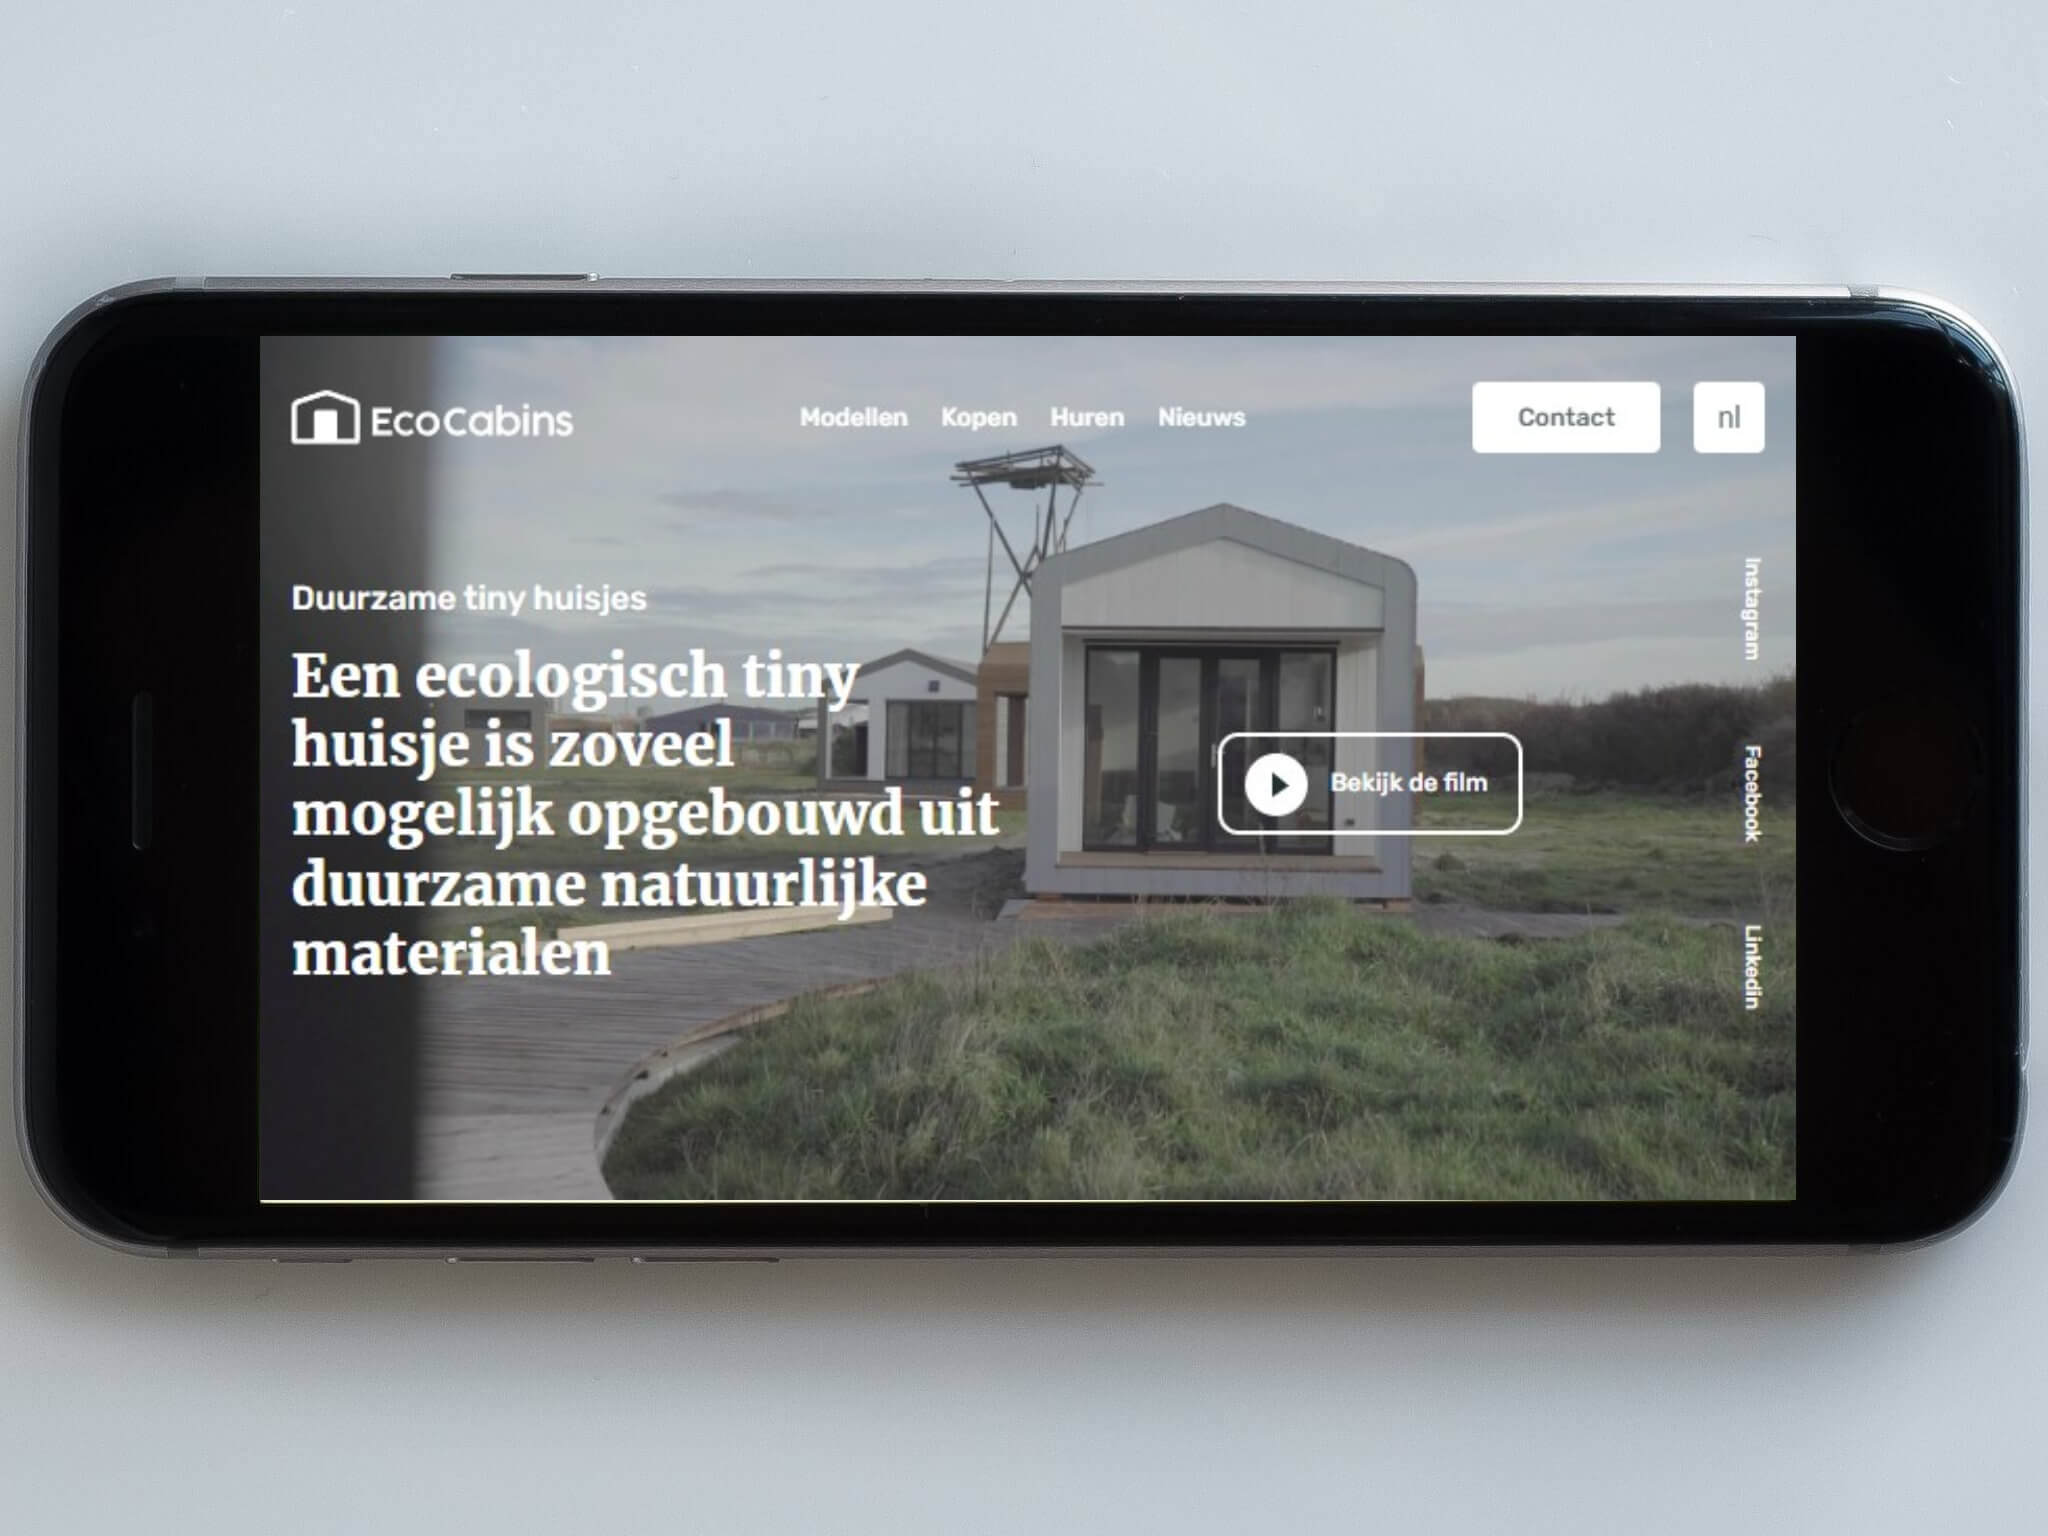 EcoCabins
Modellen Kopen Huren Nieuws
Contact
nl
Duurzame tiny huisjes
Een ecologisch tiny
huisje is zoveel
mogelijk opgebouwd uit
duurzame natuurlijke
materialen
Bekijk de film
Instagram
Facebook
Linkedin